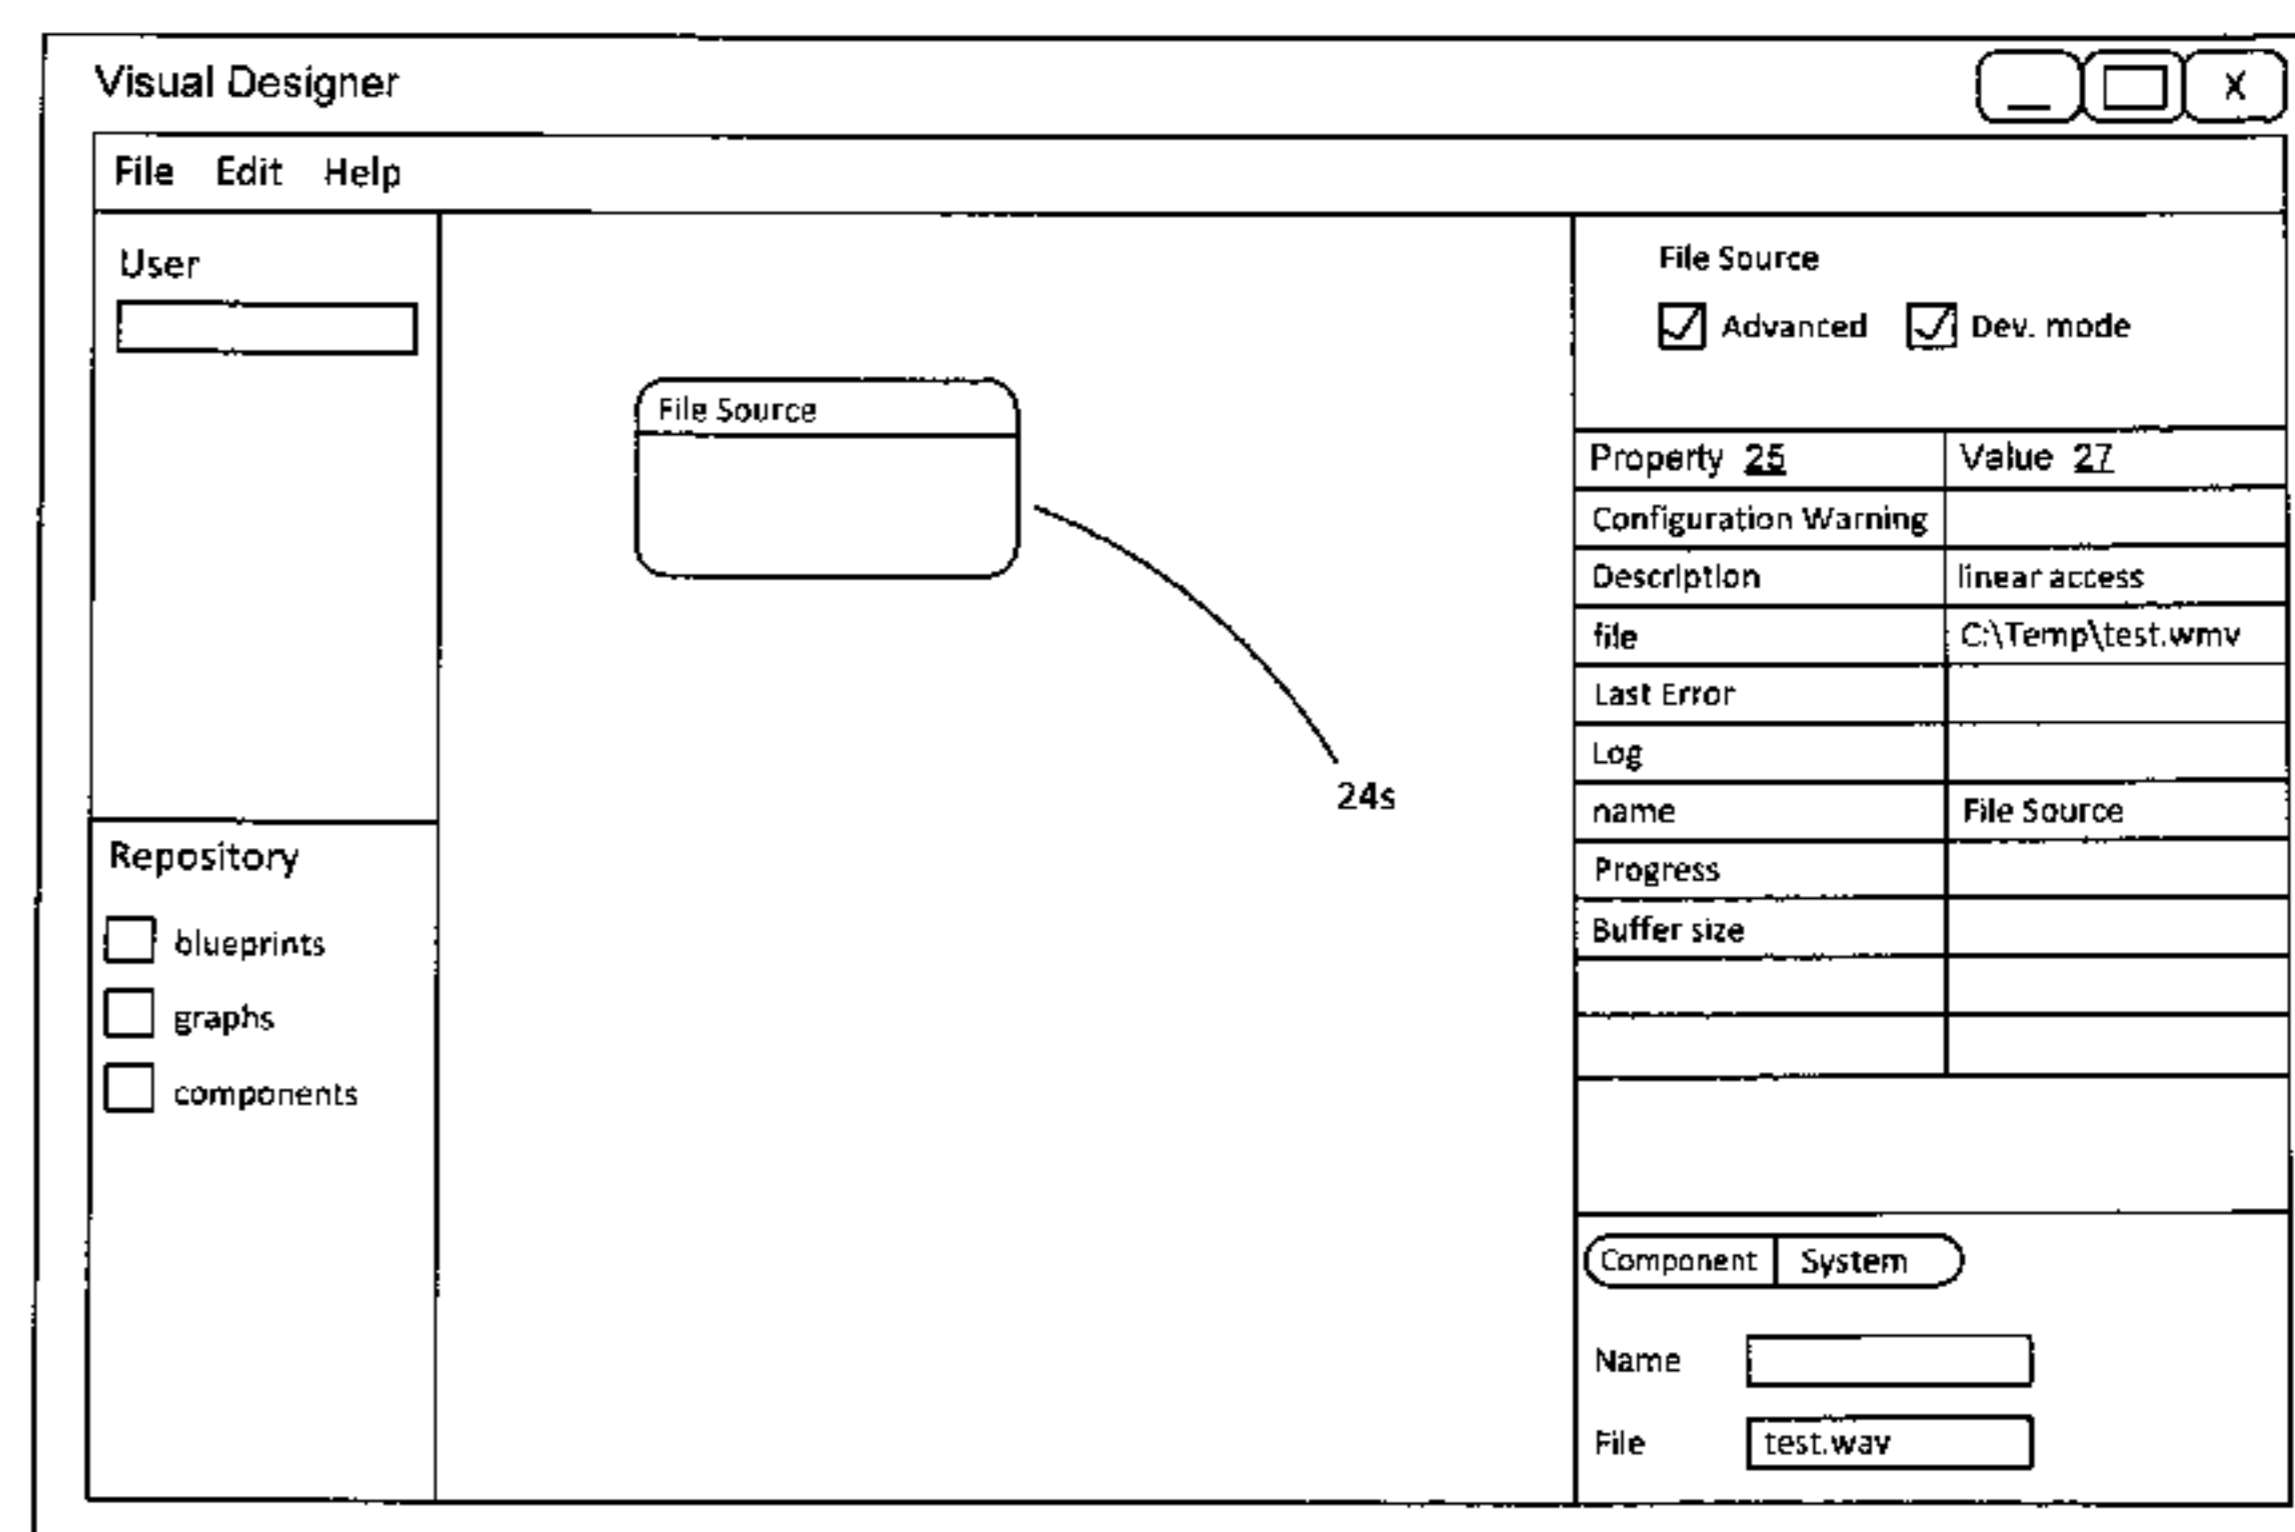 Visual Designer
X
File Edit Help
User
File Source
24s
Repository
blueprints
graphs
components
File Source
Advanced Dev. mode
Property 25 Value 27
Configuration Warning
Description linear access
file C:\Temp\test.wmv
Last Error
Log
name File Source
Progress
Buffer size
Component System
Name
File test.wav